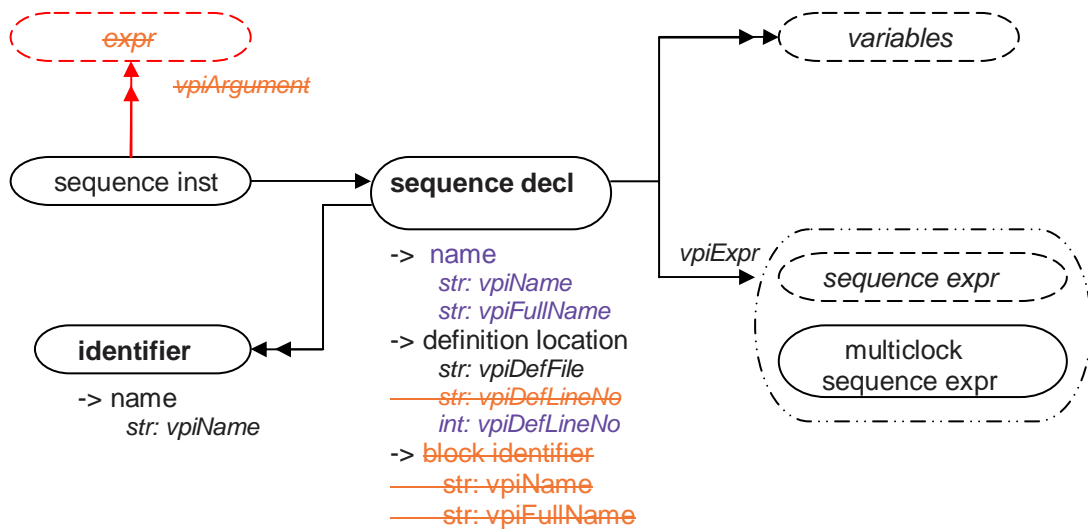 expr
variables
vpiArgument
sequence inst
sequence decl
vpiExpr
-> name
str: vpiName
str: vpiFullName
-> definition location
str: vpiDefFile
str: vpiDefLineNo
int: vpiDefLineNo
-> block identifier
str: vpiName
str: vpiFullName
sequence expr
multiclock
sequence expr
identifier
-> name
str: vpiName